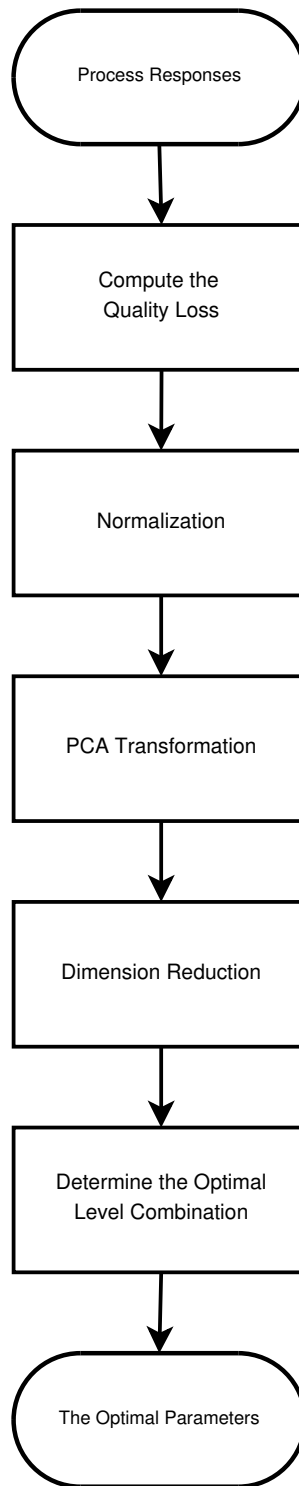 Process Responses
Compute the
Quality Loss
Normalization
PCA Transformation
Dimension Reduction
Determine the Optimal
Level Combination
The Optimal Parameters